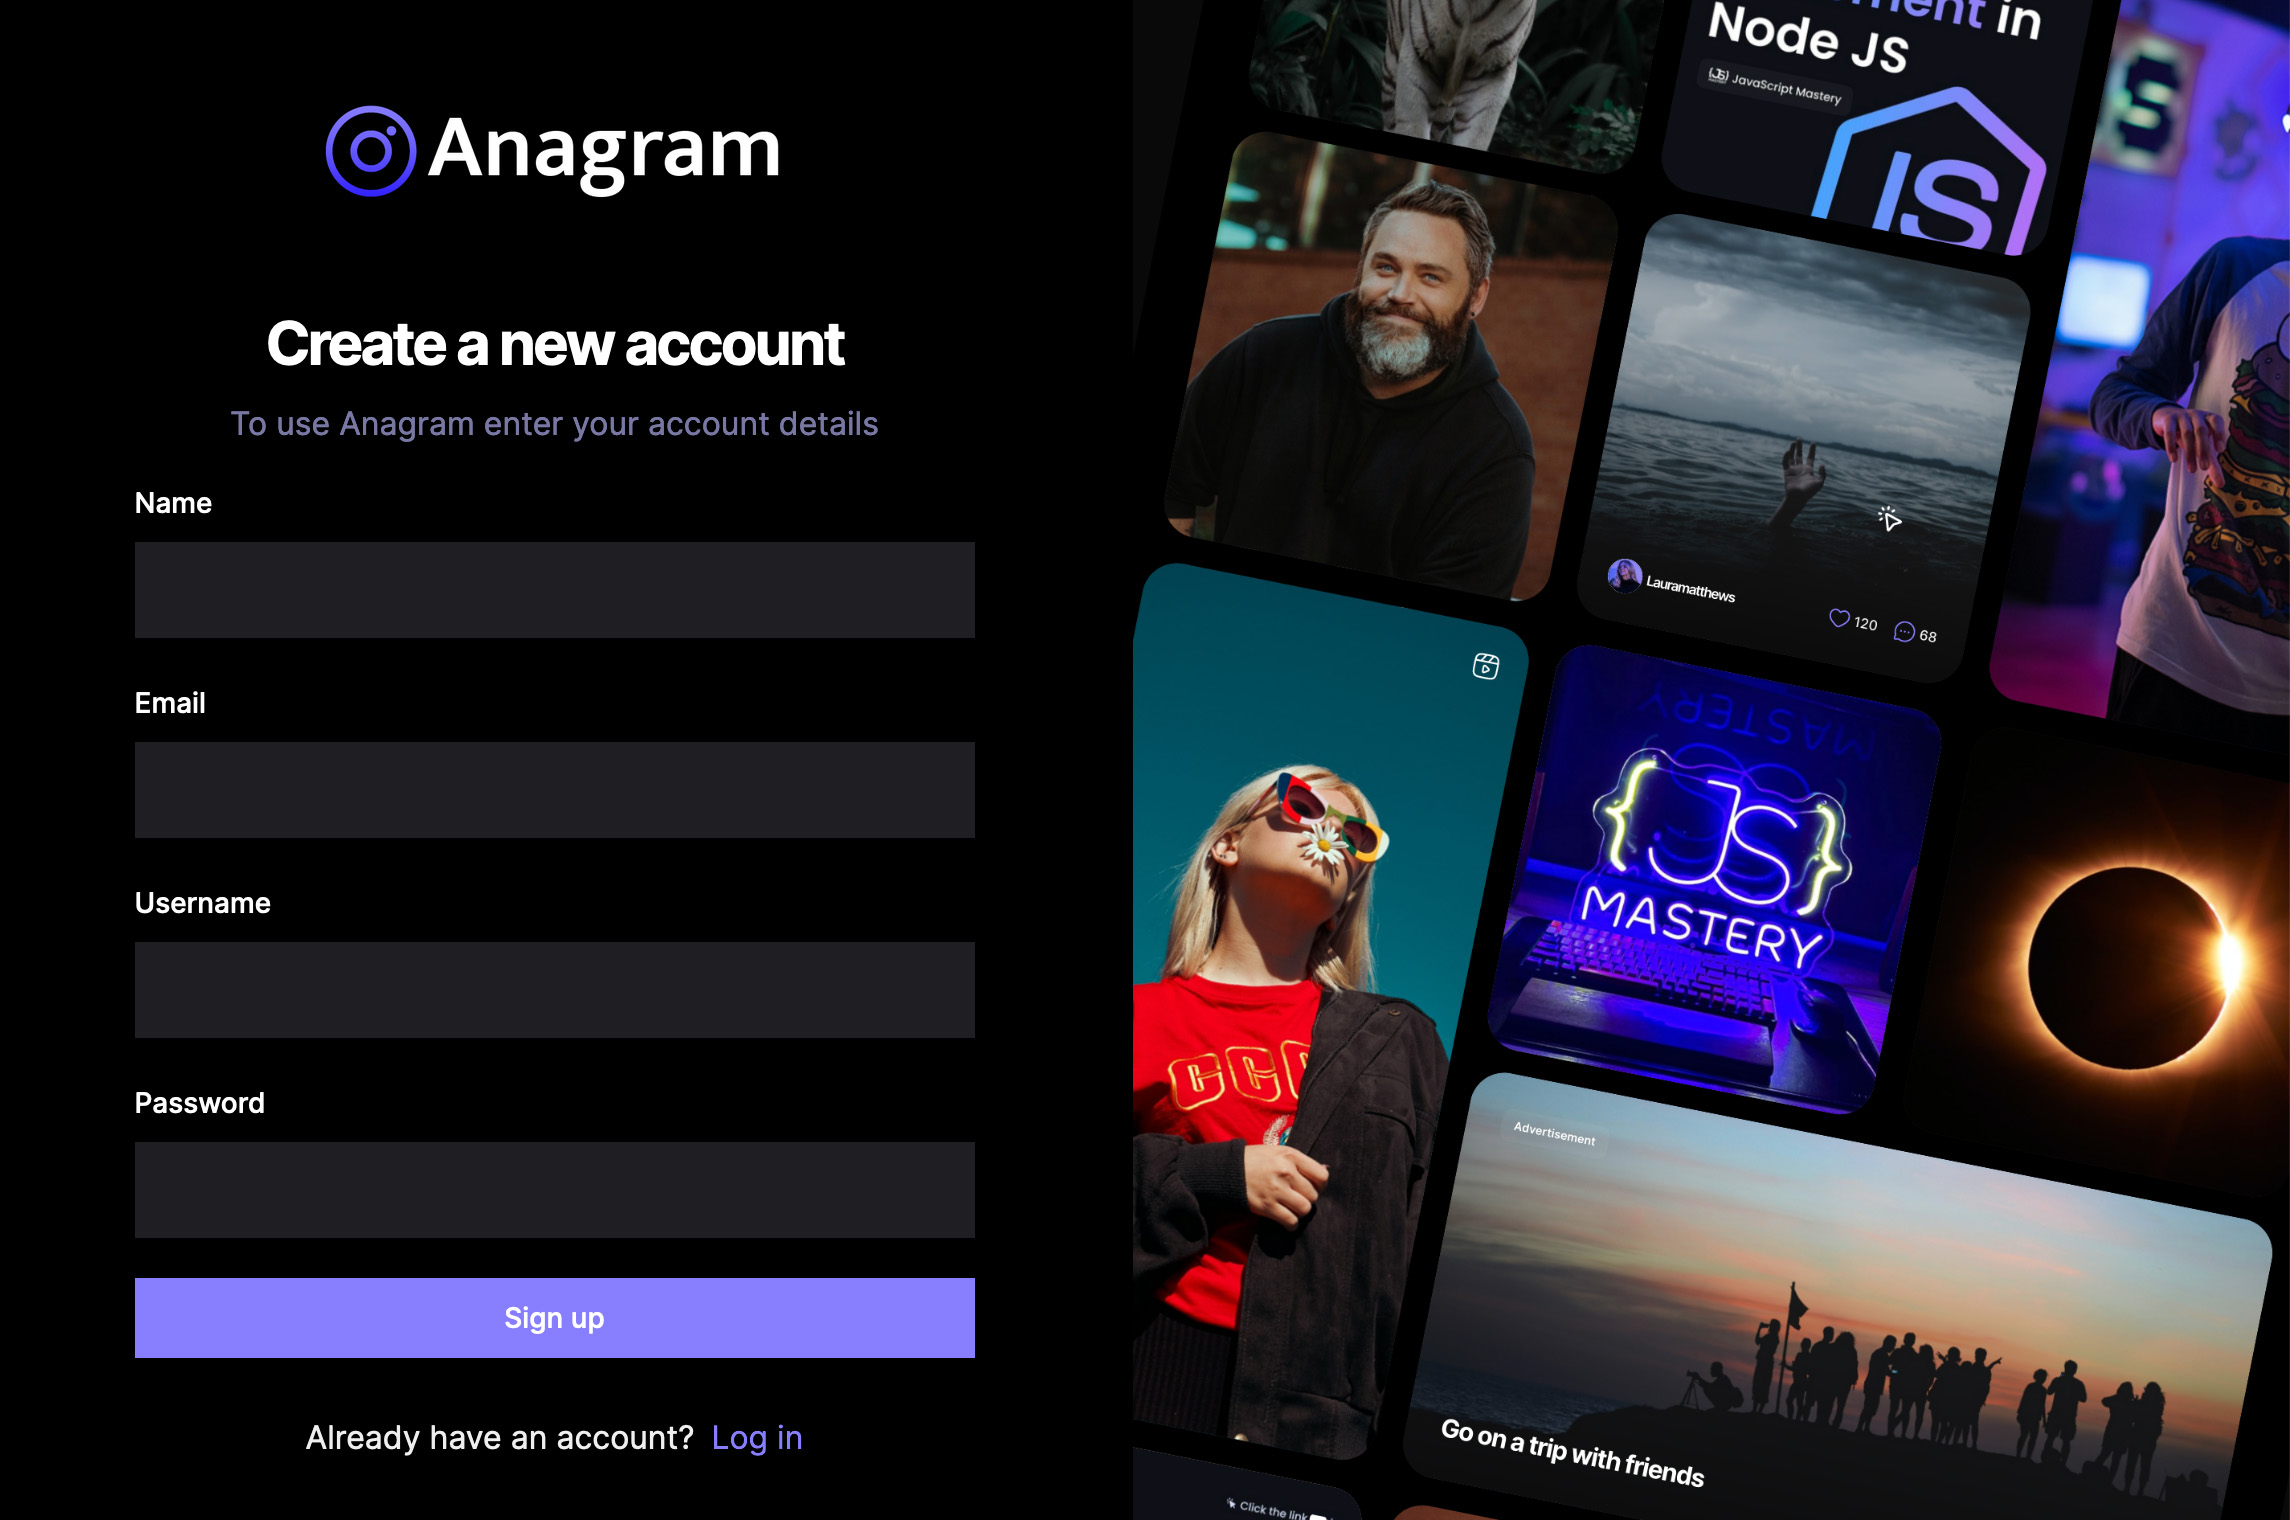 Anagram
Create a new account
To use Anagram enter your account details
Name
Email
Username
Password
Sign up
Already have an account? Log in
in
Node JS
JS JavaScript Mastery
JS
Lauramatthews
120
68
MASTERY
{JS}
MASTERY
CCC
Advertisement
Go on a trip with friends
Click the link